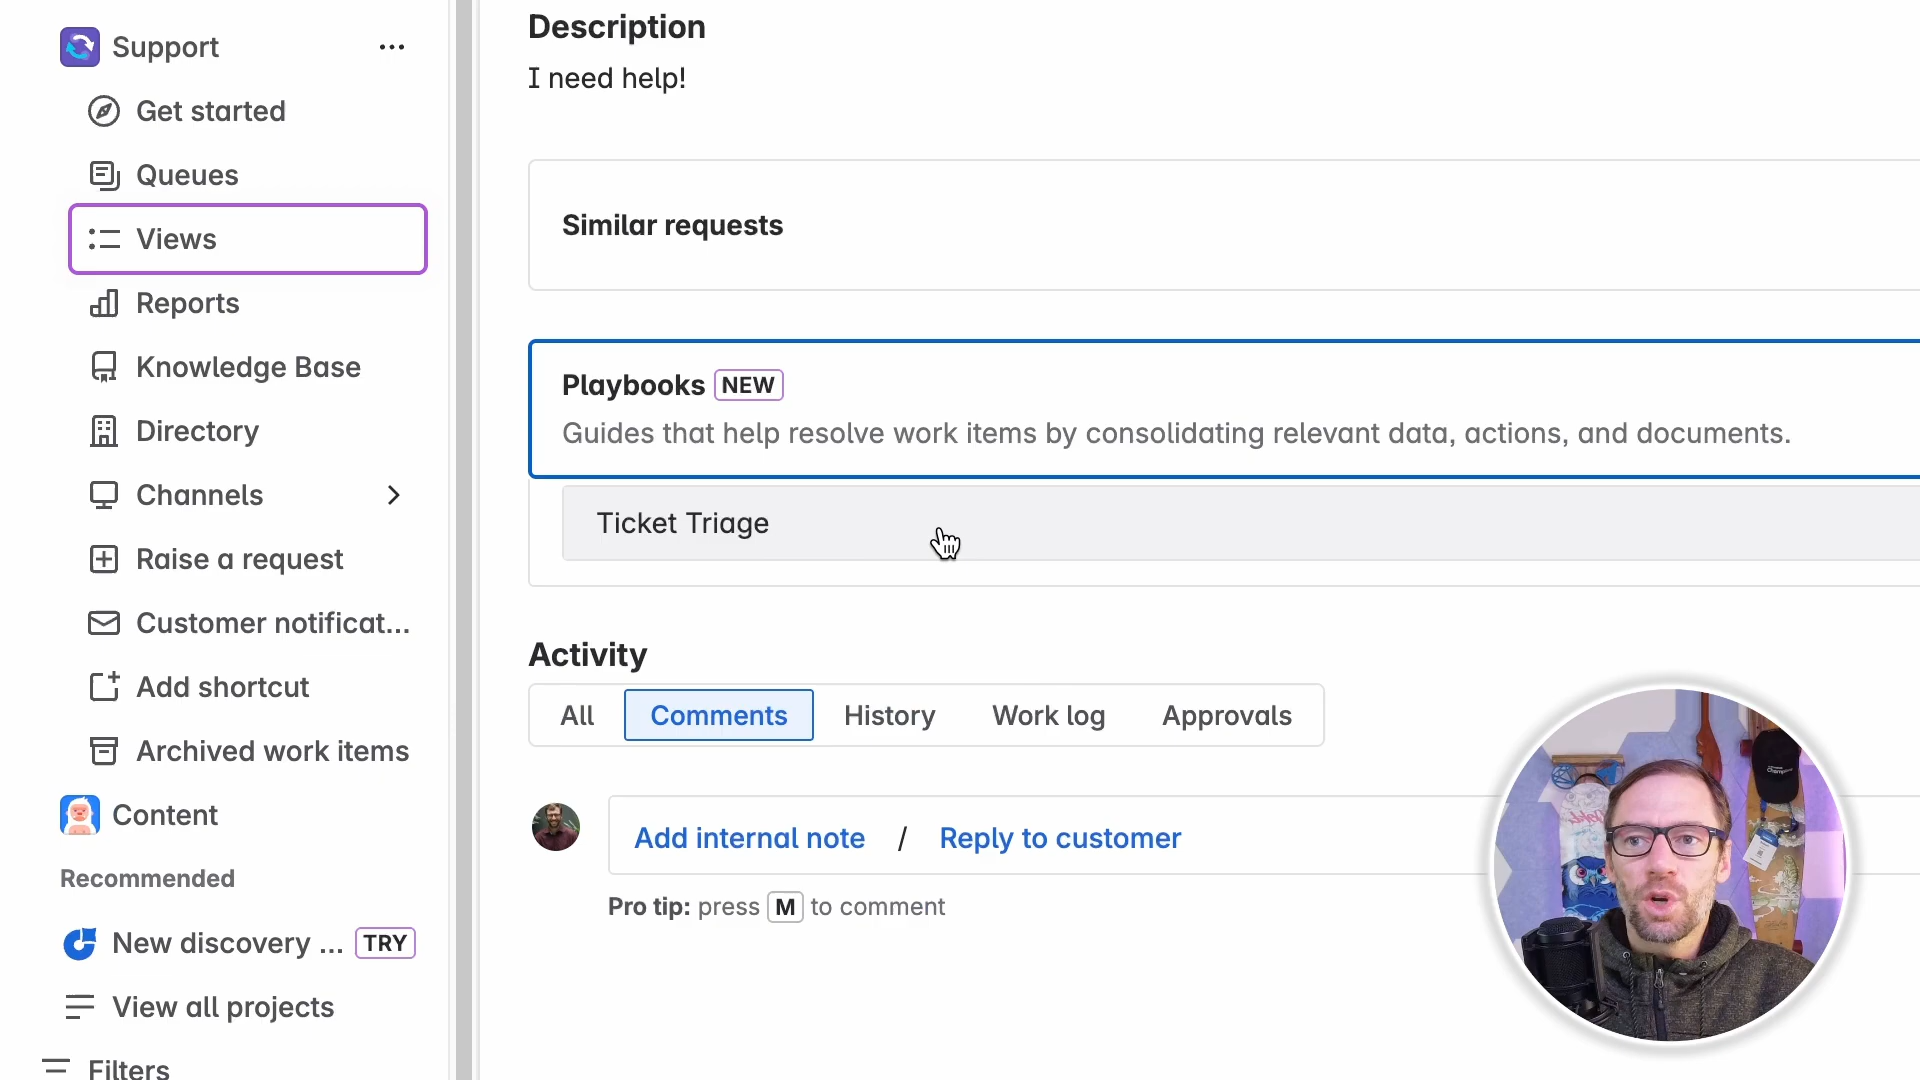 Support
Get started
Queues
Views
Reports
Knowledge Base
Directory
Channels
Raise a request
Customer notificat...
Add shortcut
Archived work items
Content
Recommended
New discovery ... TRY
View all projects
Filters
Description
I need help!
Similar requests
Playbooks NEW
Guides that help resolve work items by consolidating relevant data, actions, and documents.
Ticket Triage
Activity
All Comments History Work log Approvals
Add internal note / Reply to customer
Pro tip: press M to comment